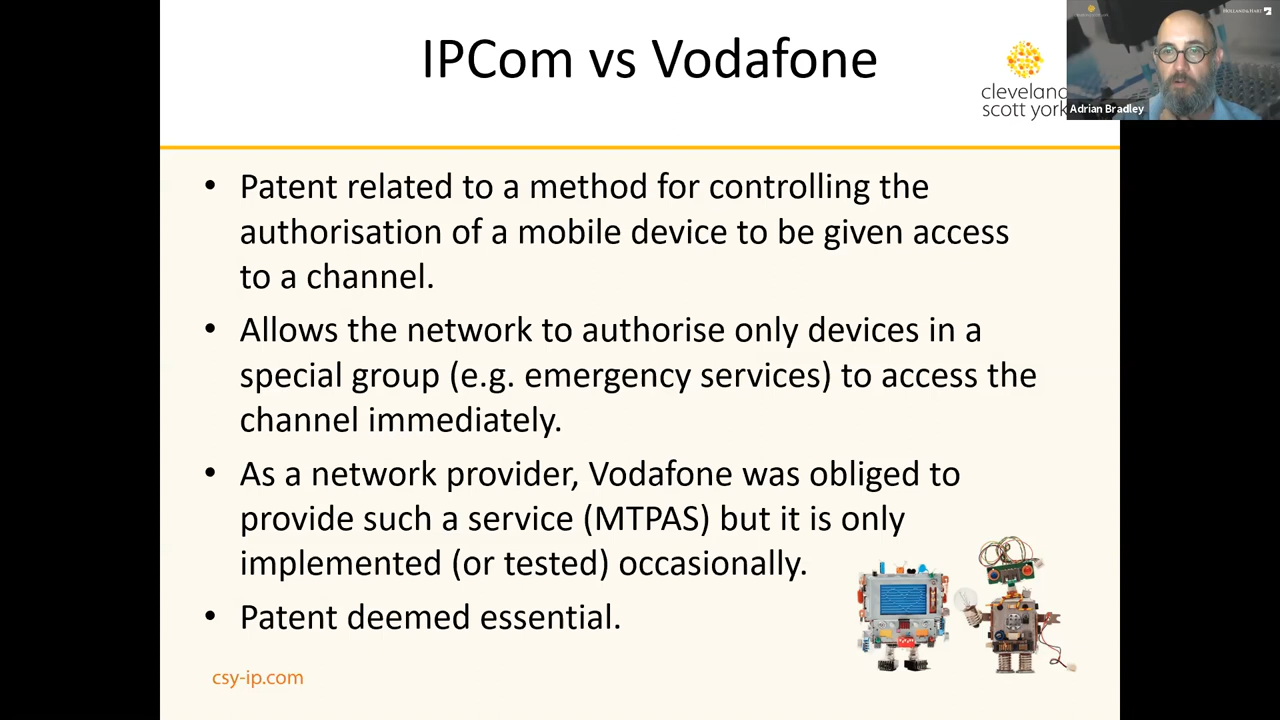 IPCom vs Vodafone
cleveland
scott york
HOLLAND&HART
Adrian Bradley
• Patent related to a method for controlling the
authorisation of a mobile device to be given access
to a channel.
• Allows the network to authorise only devices in a
special group (e.g. emergency services) to access the
channel immediately.
• As a network provider, Vodafone was obliged to
provide such a service (MTPAS) but it is only
implemented (or tested) occasionally.
• Patent deemed essential.
csy-ip.com